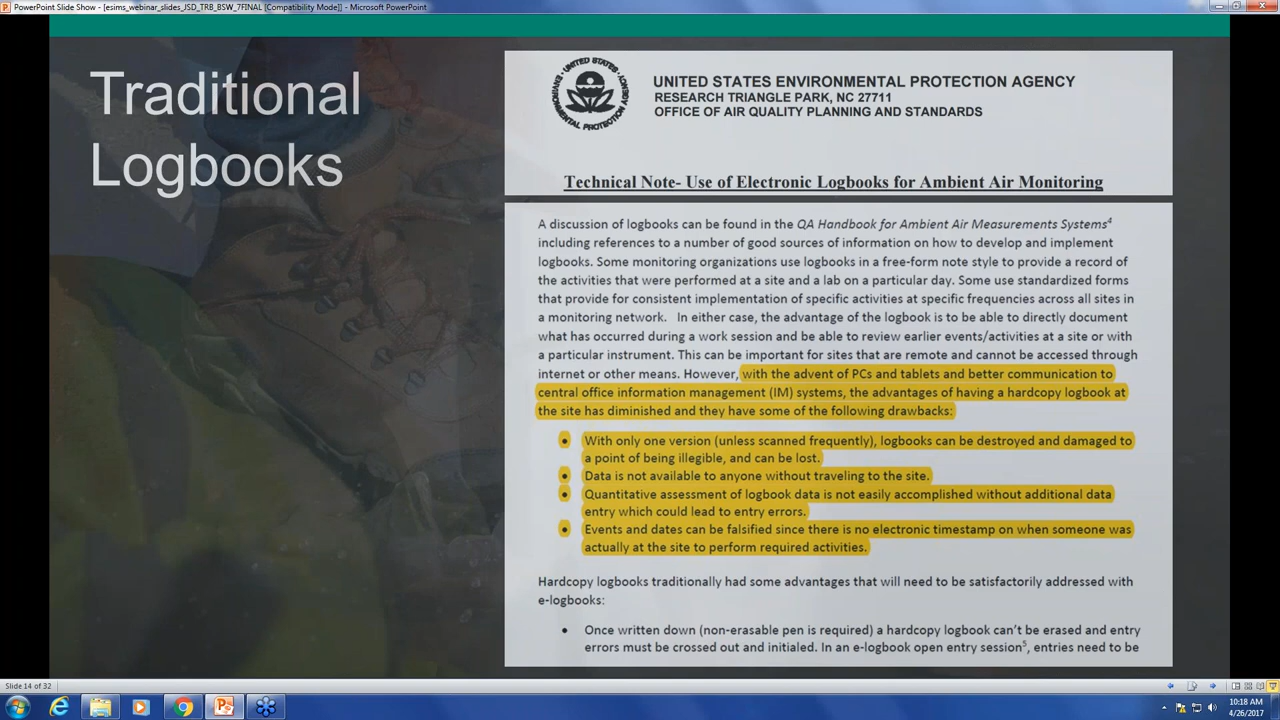 PowerPoint Slide Show - [esims_webinar_slides_JSD_TRB_BSW_7FINAL [Compatibility Mode]] - Microsoft PowerPoint
Traditional
Logbooks
UNITED STATES ENVIRONMENTAL PROTECTION AGENCY
RESEARCH TRIANGLE PARK, NC 27711
OFFICE OF AIR QUALITY PLANNING AND STANDARDS
Technical Note- Use of Electronic Logbooks for Ambient Air Monitoring
A discussion of logbooks can be found in the QA Handbook for Ambient Air Measurements Systems⁴
including references to a number of good sources of information on how to develop and implement
logbooks. Some monitoring organizations use logbooks in a free-form note style to provide a record of
the activities that were performed at a site and a lab on a particular day. Some use standardized forms
that provide for consistent implementation of specific activities at specific frequencies across all sites in
a monitoring network. In either case, the advantage of the logbook is to be able to directly document
what has occurred during a work session and be able to review earlier events/activities at a site or with
a particular instrument. This can be important for sites that are remote and cannot be accessed through
internet or other means. However, with the advent of PCs and tablets and better communication to
central office information management (IM) systems, the advantages of having a hardcopy logbook at
the site has diminished and they have some of the following drawbacks:
• With only one version (unless scanned frequently), logbooks can be destroyed and damaged to
a point of being illegible, and can be lost.
• Data is not available to anyone without traveling to the site.
• Quantitative assessment of logbook data is not easily accomplished without additional data
entry which could lead to entry errors.
• Events and dates can be falsified since there is no electronic timestamp on when someone was
actually at the site to perform required activities.
Hardcopy logbooks traditionally had some advantages that will need to be satisfactorily addressed with
e-logbooks:
• Once written down (non-erasable pen is required) a hardcopy logbook can't be erased and entry
errors must be crossed out and initialed. In an e-logbook open entry session⁵, entries need to be
Slide 14 of 32
10:18 AM
4/26/2017